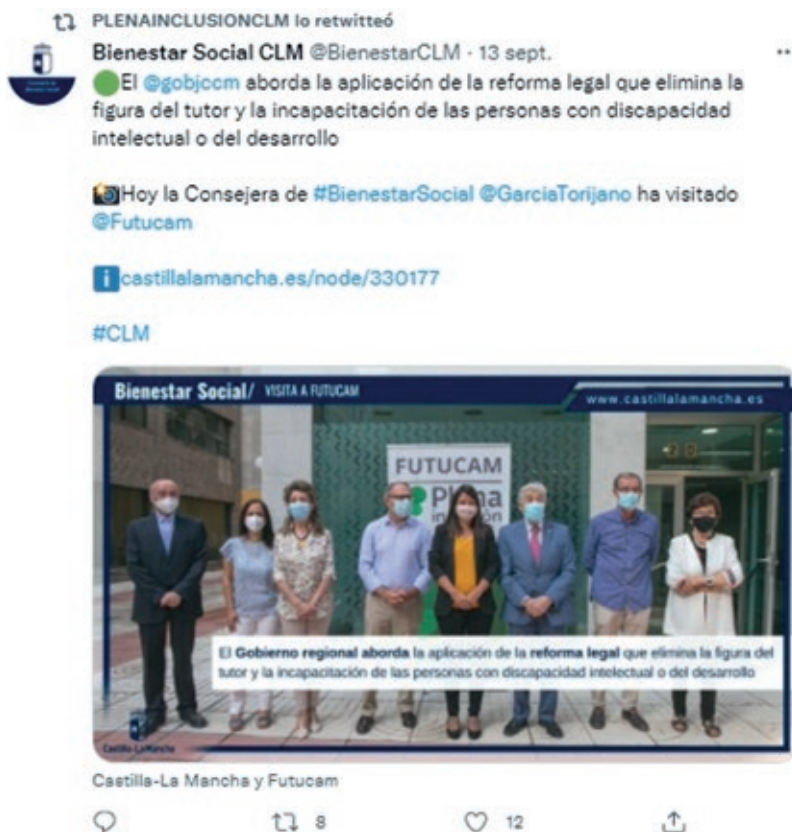 PLENAINCLUSIONCLM lo retwitteó
Bienestar Social CLM @BienestarCLM · 13 sept.
El @gobjccm aborda la aplicación de la reforma legal que elimina la
figura del tutor y la incapacitación de las personas con discapacidad
intelectual o del desarrollo
Hoy la Consejera de #BienestarSocial @GarciaTorijano ha visitado
@Futucam
castillalamancha.es/node/330177
#CLM
Bienestar Social/ VISITA A FUTUCAM
www.castillalamancha.es
FUTUCAM
Plena
inclusión
El Gobierno regional aborda la aplicación de la reforma legal que elimina la figura del
tutor y la incapacitación de las personas con discapacidad intelectual o del desarrollo
Castilla-La Mancha
Castilla-La Mancha y Futucam
8 12